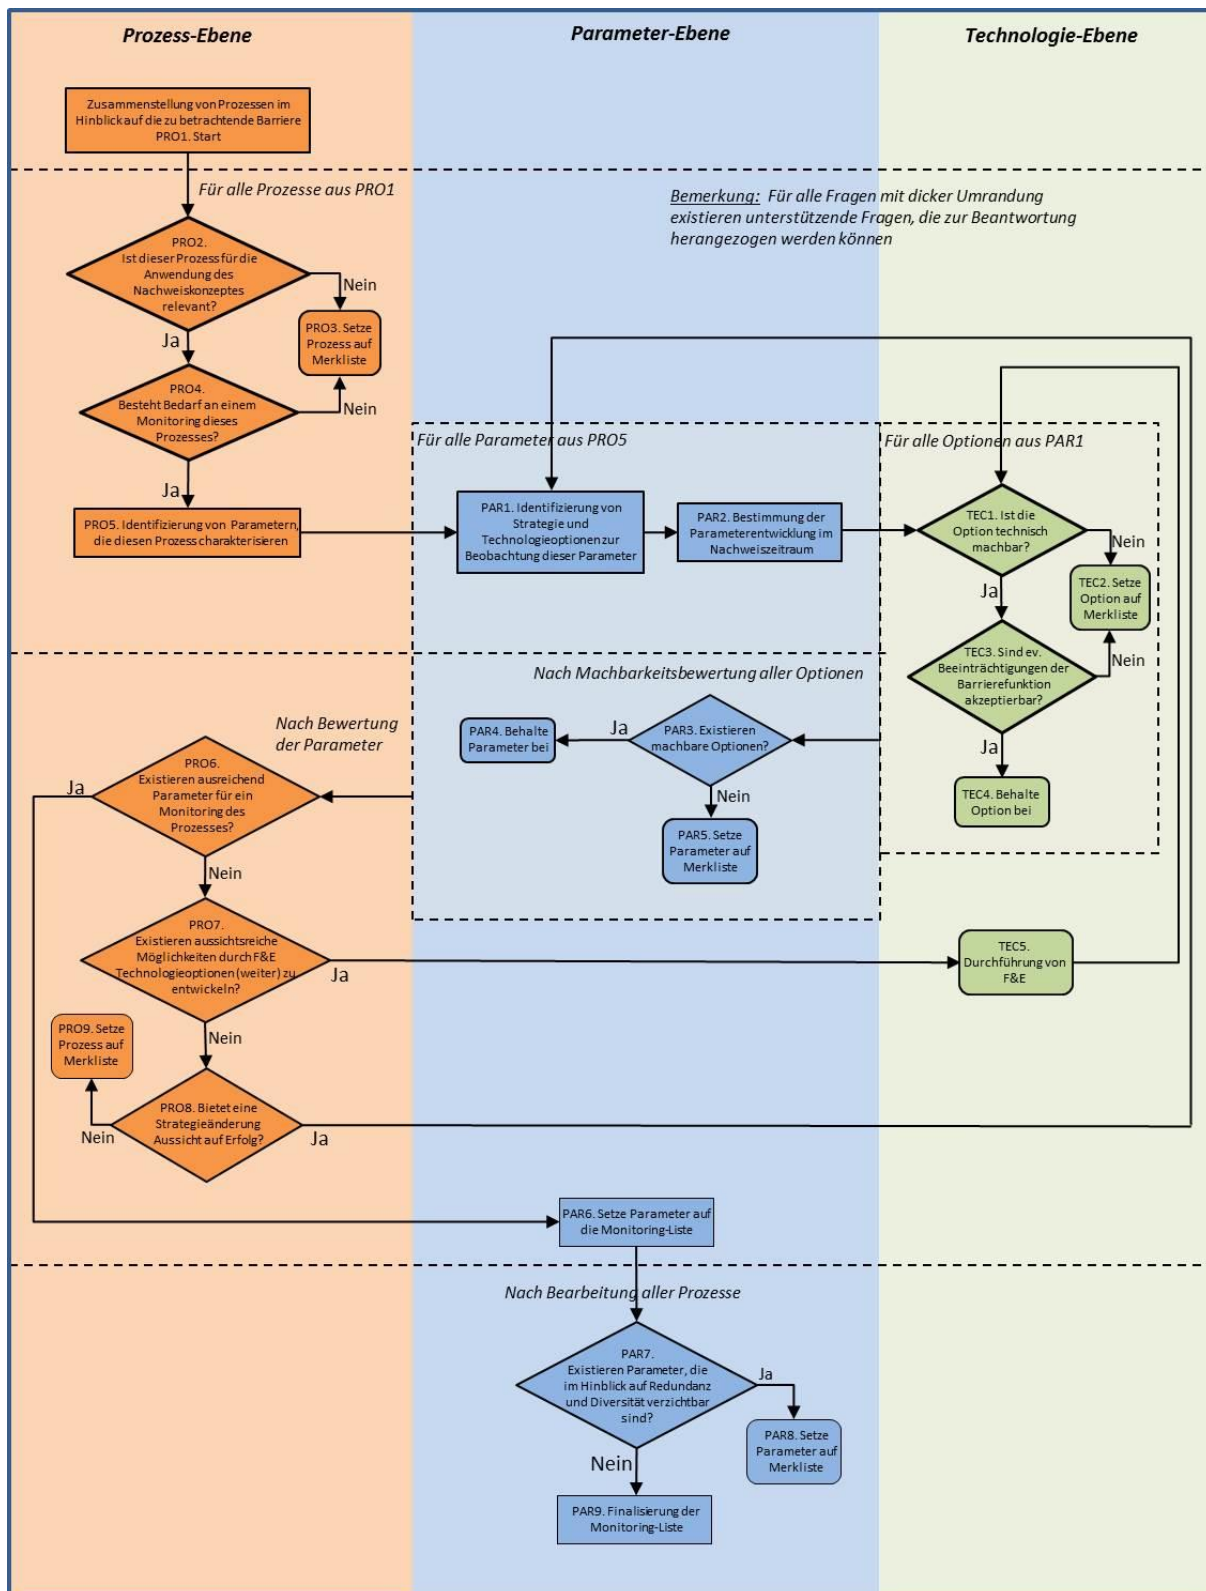 Prozess-Ebene
Parameter-Ebene
Technologie-Ebene
Zusammenstellung von Prozessen im
Hinblick auf die zu betrachtende Barriere
PRO1. Start
Für alle Prozesse aus PRO1
Bemerkung: Für alle Fragen mit dicker Umrandung
existieren unterstützende Fragen, die zur Beantwortung
herangezogen werden können
PRO2.
Ist dieser Prozess für die
Anwendung des
Nachweiskonzeptes
relevant?
Nein
Ja
PRO3. Setze
Prozess auf
Merkliste
PRO4.
Besteht Bedarf an einem
Monitoring dieses
Prozesses?
Nein
Ja
PRO5. Identifizierung von Parametern,
die diesen Prozess charakterisieren
Für alle Parameter aus PRO5
PAR1. Identifizierung von
Strategie und
Technologieoptionen zur
Beobachtung dieser Parameter
PAR2. Bestimmung der
Parameterentwicklung im
Nachweiszeitraum
Für alle Optionen aus PAR1
TEC1. Ist die
Option technisch
machbar?
Nein
Ja
TEC2. Setze
Option auf
Merkliste
TEC3. Sind ev.
Beeinträchtigungen der
Barrierefunktion
akzeptierbar?
Nein
Ja
TEC4. Behalte
Option bei
Nach Machbarkeitsbewertung aller Optionen
PAR3. Existieren
machbare Optionen?
Ja
PAR4. Behalte
Parameter bei
Nein
PAR5. Setze
Parameter auf
Merkliste
Nach Bewertung
der Parameter
PRO6.
Existieren ausreichend
Parameter für ein
Monitoring des
Prozesses?
Ja
Nein
PRO7.
Existieren aussichtsreiche
Möglichkeiten durch F&E
Technologieoptionen (weiter) zu
entwickeln?
Ja
TEC5.
Durchführung von
F&E
Nein
PRO9. Setze
Prozess auf
Merkliste
PRO8. Bietet eine
Strategieänderung
Aussicht auf Erfolg?
Nein
Ja
PAR6. Setze Parameter auf
die Monitoring-Liste
Nach Bearbeitung aller Prozesse
PAR7.
Existieren Parameter, die
im Hinblick auf Redundanz
und Diversität verzichtbar
sind?
Ja
PAR8. Setze
Parameter auf
Merkliste
Nein
PAR9. Finalisierung der
Monitoring-Liste